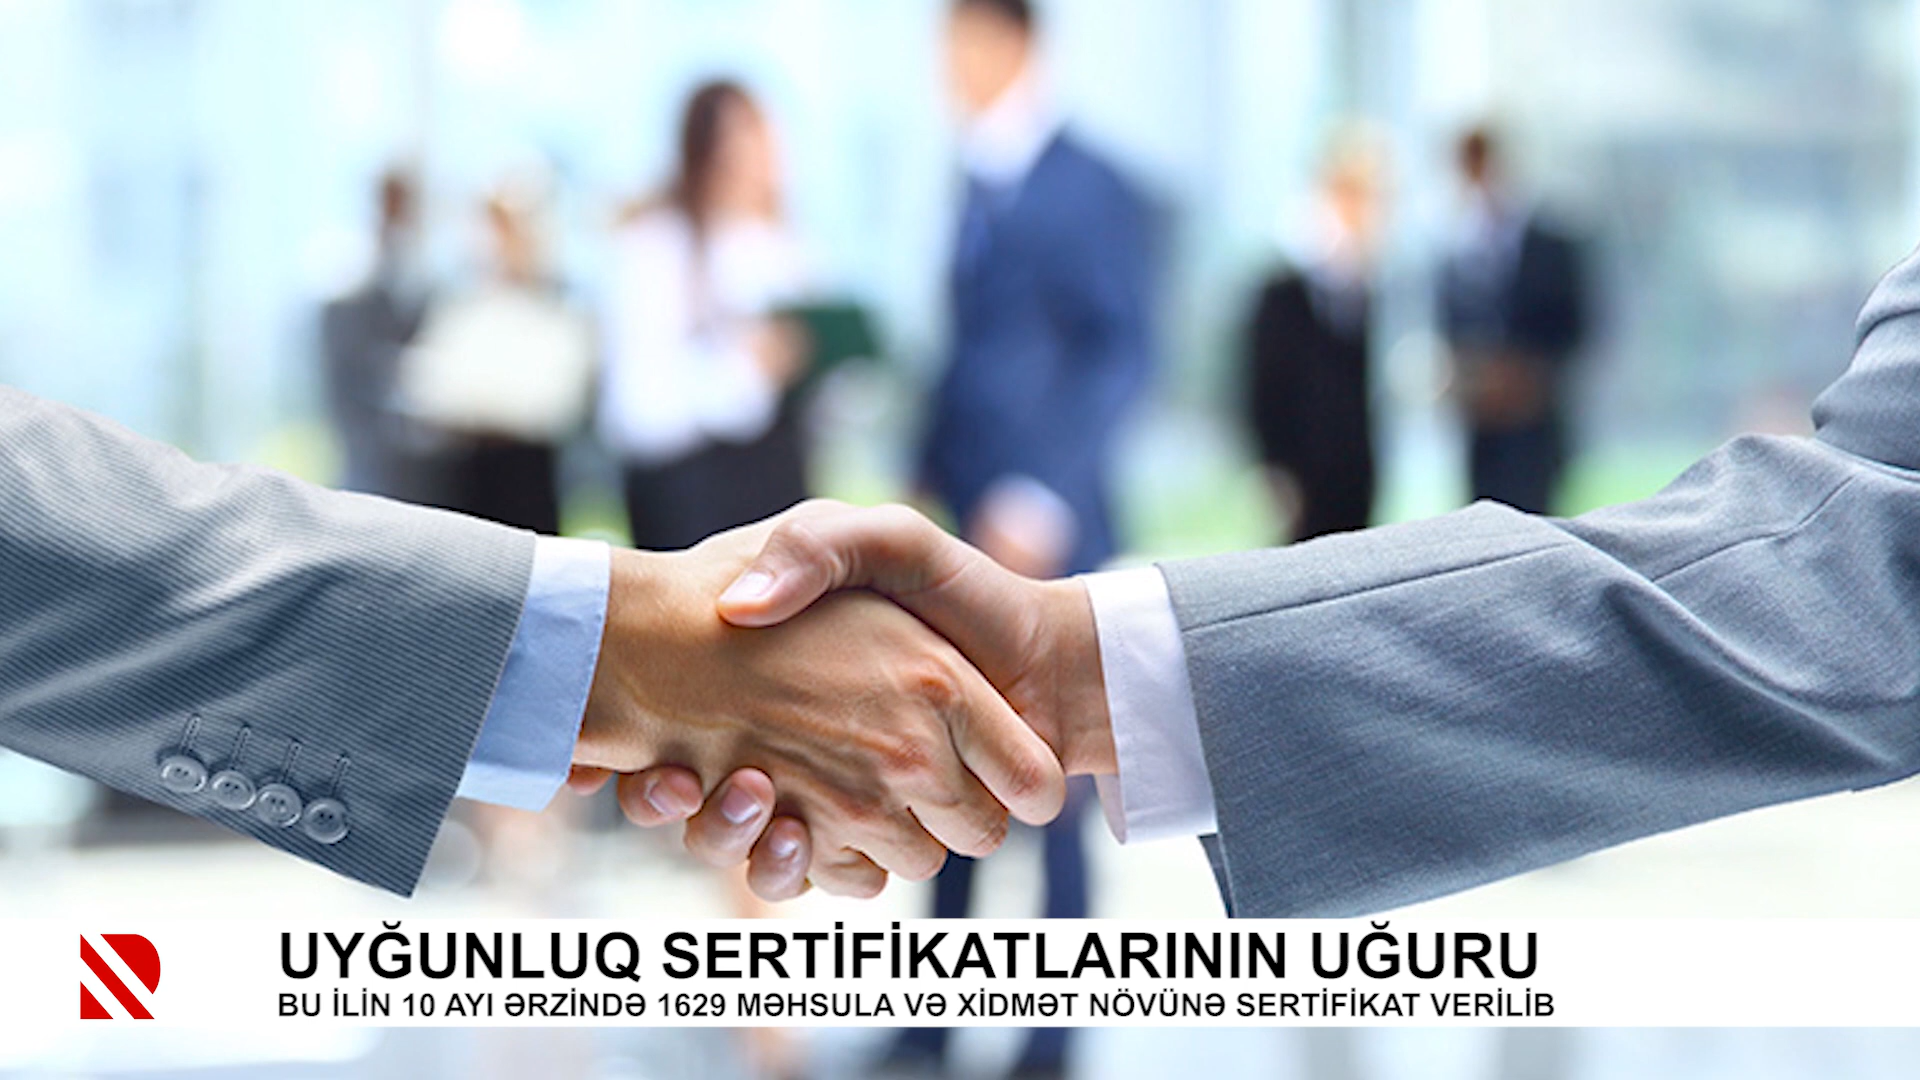 UYĞUNLUQ SERTİFİKATLARININ UĞURU
BU İLİN 10 AYI ƏRZİNDƏ 1629 MƏHSULA VƏ XİDMƏT NÖVÜNƏ SERTİFİKAT VERİLİB